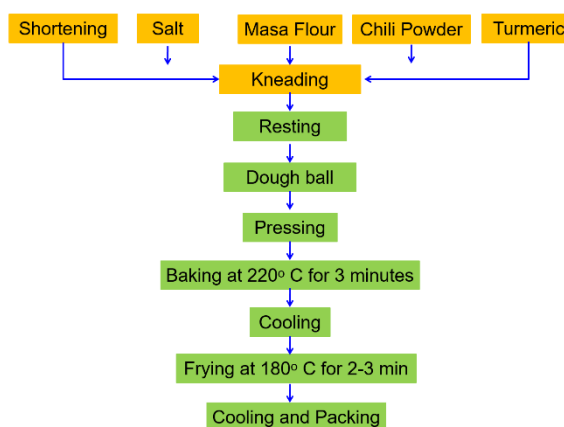 Shortening
Salt
Masa Flour
Chili Powder
Turmeric
Kneading
Resting
Dough ball
Pressing
Baking at 220º C for 3 minutes
Cooling
Frying at 180º C for 2-3 min
Cooling and Packing